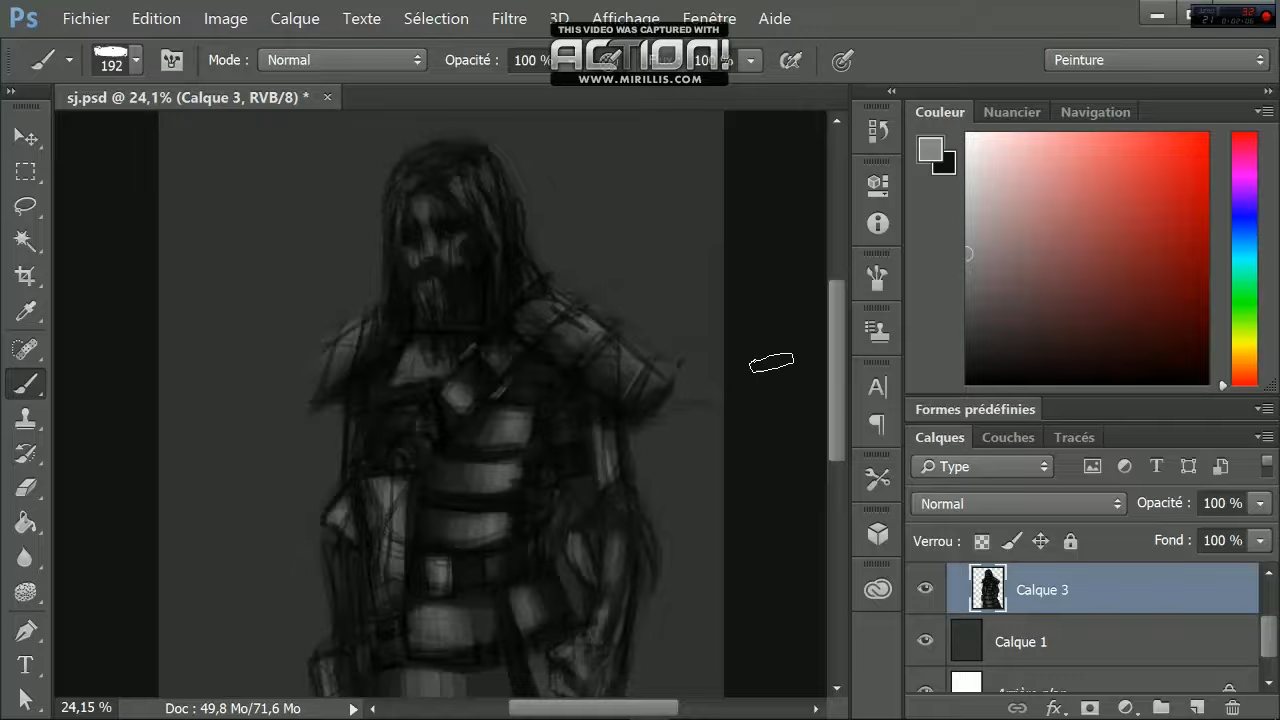 Ps Fichier Edition Image Calque Texte Sélection Filtre 3D Affichage Fenêtre Aide
THIS VIDEO WAS CAPTURED WITH
ACTION!
WWW.MIRILLIS.COM
192 Mode : Normal Opacité : 100 % 100 % Peinture
sj.psd @ 24,1% (Calque 3, RVB/8) * ×
Couleur Nuancier Navigation
Formes prédéfinies
Calques Couches Tracés
Type
Normal Opacité : 100 %
Verrou : Fond : 100 %
Calque 3
Calque 1
24,15 % Doc : 49,8 Mo/71,6 Mo